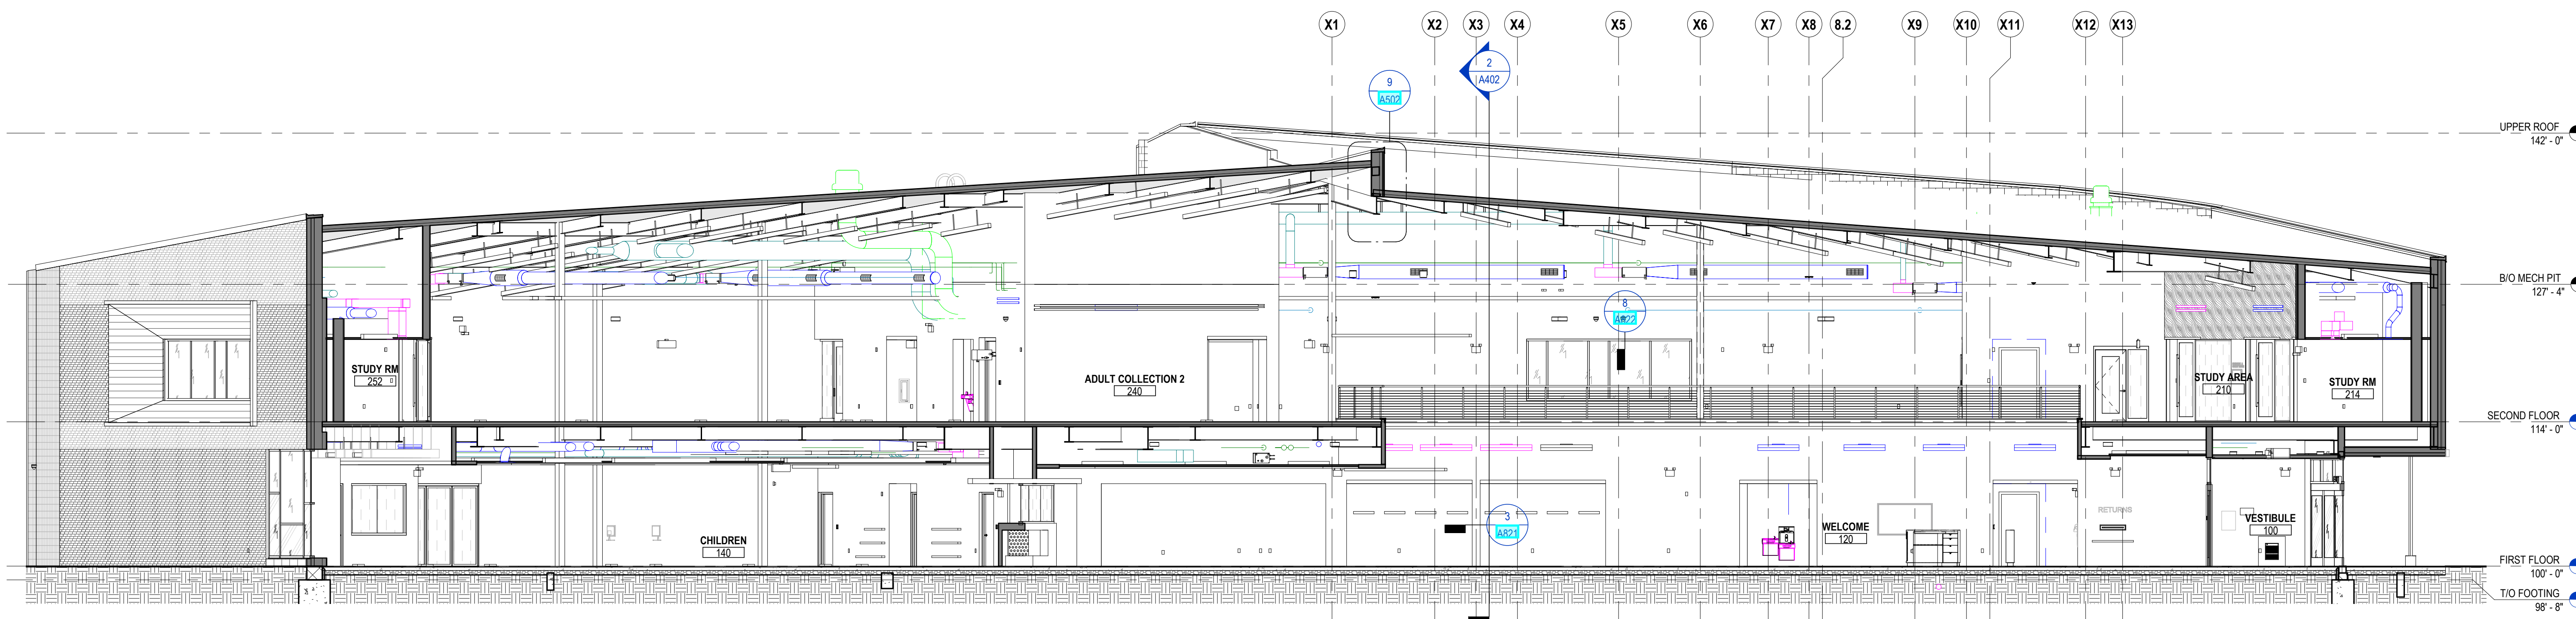 X1
X2
X3
X4
X5
X6
X7
X8
8.2
X9
X10
X11
X12
X13
2
A402
9
A502
UPPER ROOF
142' - 0"
B/O MECH PIT
127' - 4"
8
STUDY RM
252
ADULT COLLECTION 2
240
STUDY AREA
210
STUDY RM
214
SECOND FLOOR
114' - 0"
3
A821
RETURNS
WELCOME
120
VESTIBULE
100
CHILDREN
140
FIRST FLOOR
100' - 0"
T/O FOOTING
98' - 8"